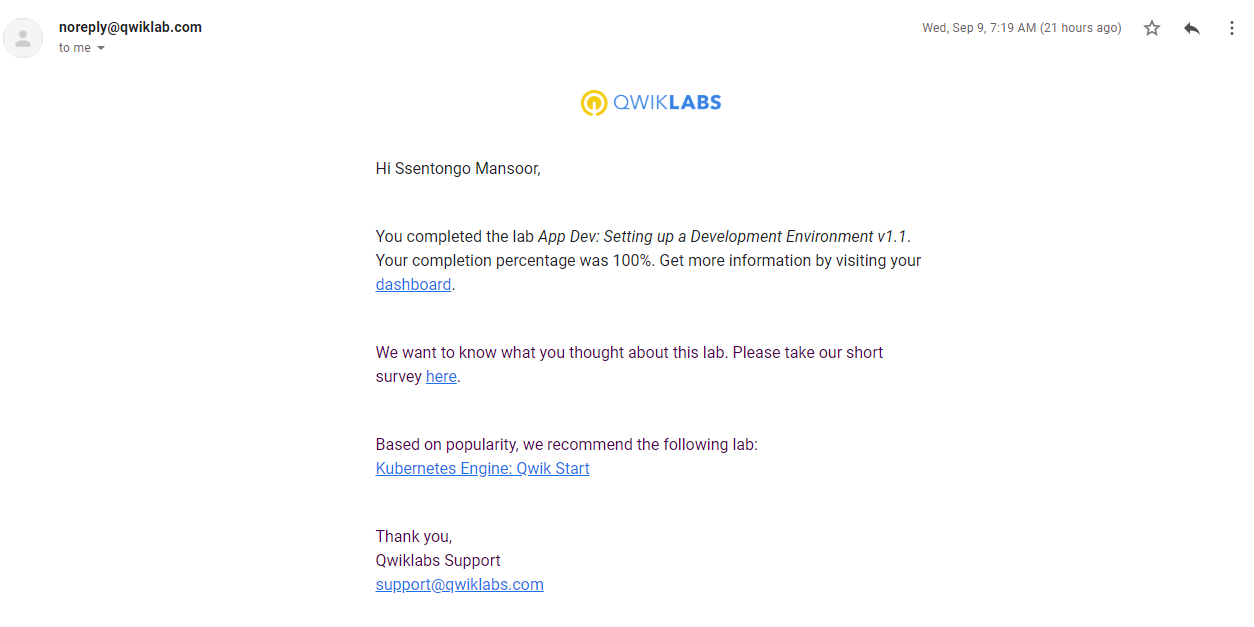 noreply@qwiklab.com
Wed, Sep 9, 7:19 AM (21 hours ago)
to me
QWIKLABS
Hi Ssentongo Mansoor,
You completed the lab App Dev: Setting up a Development Environment v1.1.
Your completion percentage was 100%. Get more information by visiting your
dashboard.
We want to know what you thought about this lab. Please take our short
survey here.
Based on popularity, we recommend the following lab:
Kubernetes Engine: Qwik Start
Thank you,
Qwiklabs Support
support@qwiklabs.com